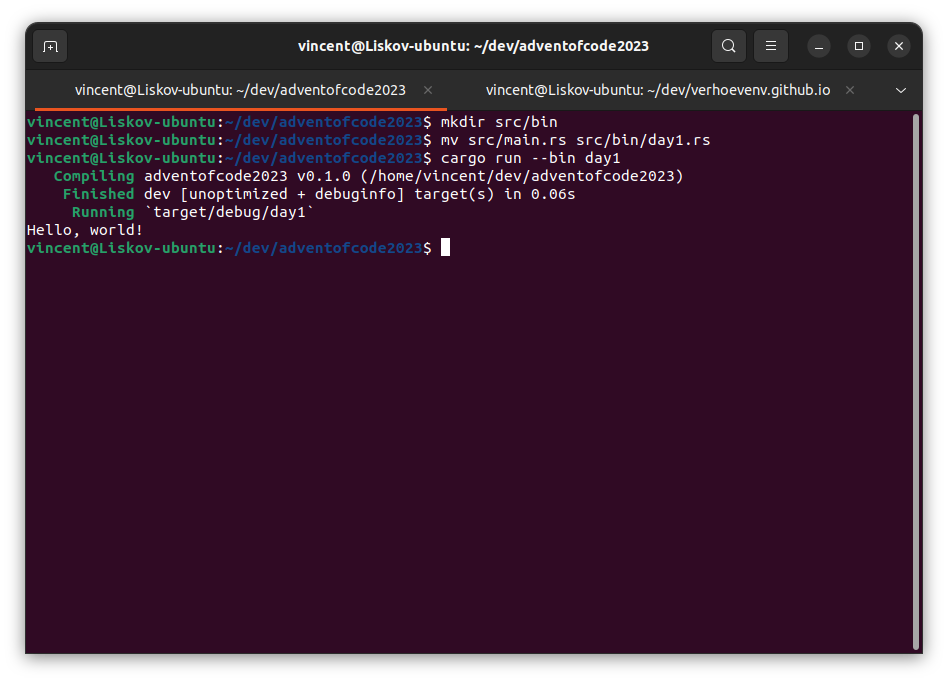 vincent@Liskov-ubuntu: ~/dev/adventofcode2023
vincent@Liskov-ubuntu: ~/dev/adventofcode2023 vincent@Liskov-ubuntu: ~/dev/verhoevenv.github.io
vincent@Liskov-ubuntu:~/dev/adventofcode2023$ mkdir src/bin
vincent@Liskov-ubuntu:~/dev/adventofcode2023$ mv src/main.rs src/bin/day1.rs
vincent@Liskov-ubuntu:~/dev/adventofcode2023$ cargo run --bin day1
   Compiling adventofcode2023 v0.1.0 (/home/vincent/dev/adventofcode2023)
    Finished dev [unoptimized + debuginfo] target(s) in 0.06s
     Running `target/debug/day1`
Hello, world!
vincent@Liskov-ubuntu:~/dev/adventofcode2023$